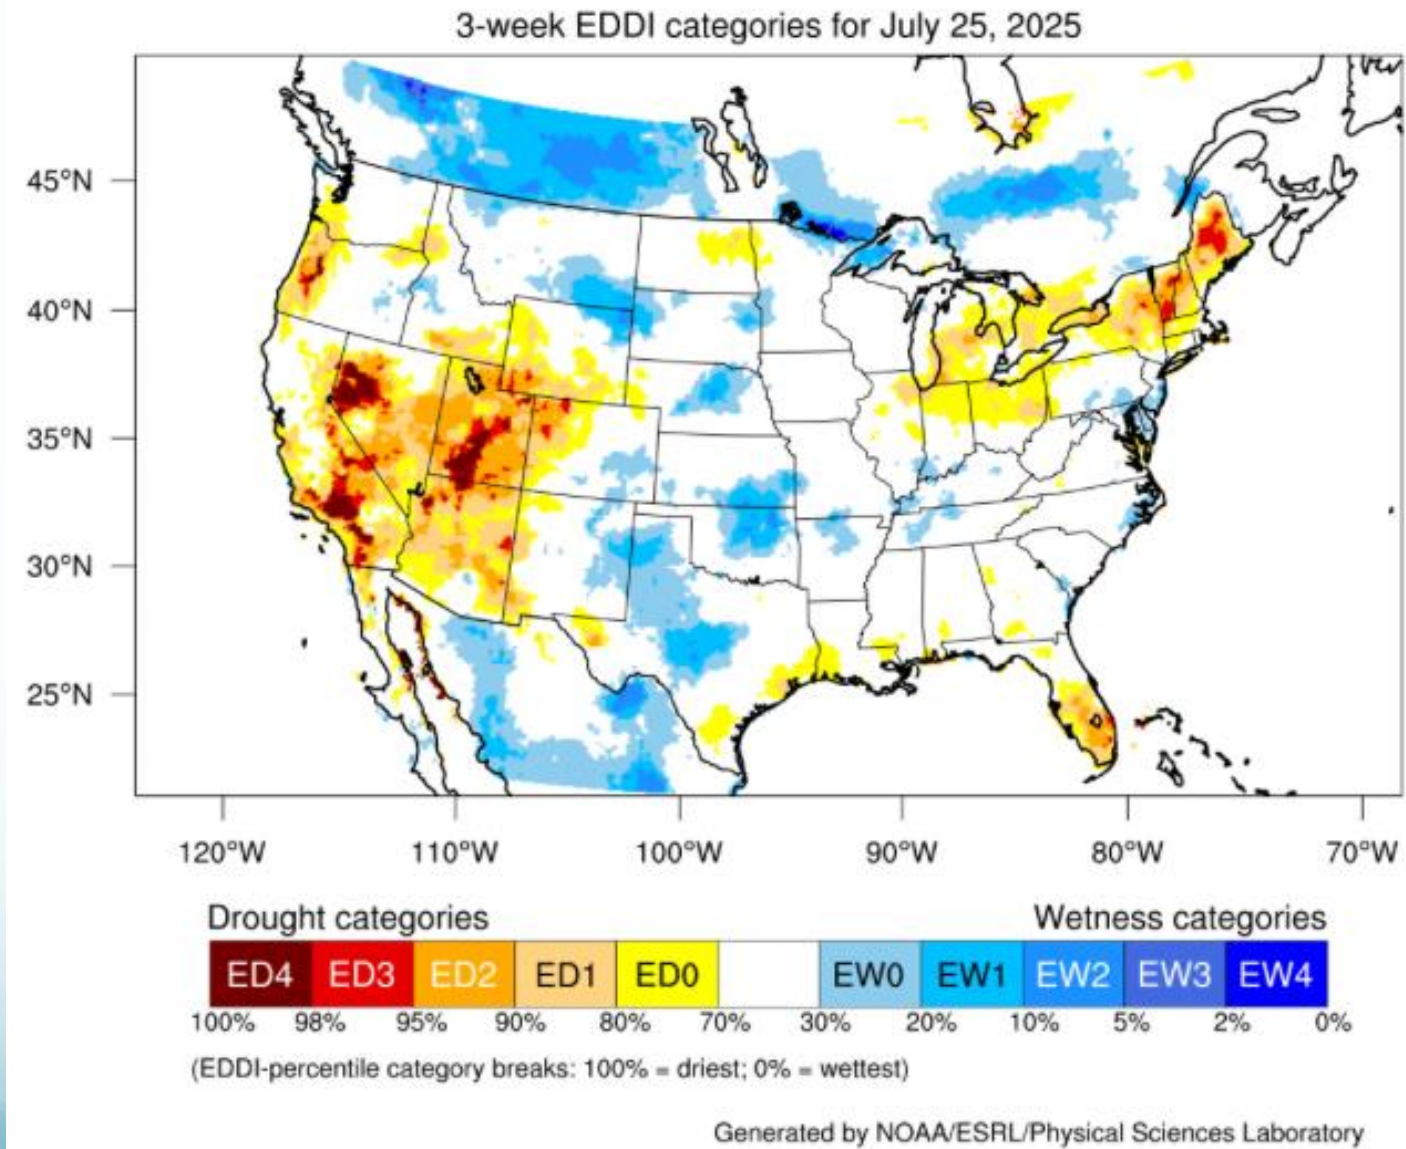 3-week EDDI categories for July 25, 2025
45°N
40°N
35°N
30°N
25°N
120°W 110°W 100°W 90°W 80°W 70°W
Drought categories Wetness categories
ED4 ED3 ED2 ED1 ED0 EW0 EW1 EW2 EW3 EW4
100% 98% 95% 90% 80% 70% 30% 20% 10% 5% 2% 0%
(EDDI-percentile category breaks: 100% = driest; 0% = wettest)
Generated by NOAA/ESRL/Physical Sciences Laboratory